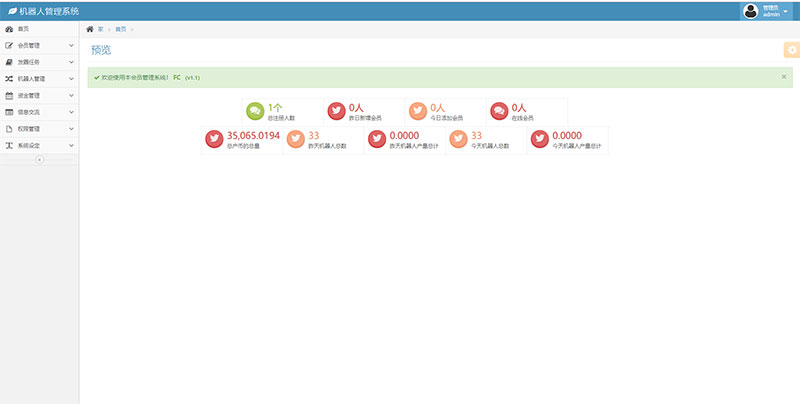 机器人管理系统
管理员
admin
首页
会员管理
发器任务
机器人管理
资金管理
信息交流
权限管理
系统设定
家 > 首页 >
预览
欢迎使用本会员管理系统! FC (v1.1)
1个
总注册人数
0人
昨日新增会员
0人
今日添加会员
0人
在线会员
35,065.0194
总产币的总量
33
昨天机器人总数
0.0000
昨天机器人产量总计
33
今天机器人总数
0.0000
今天机器人产量总计